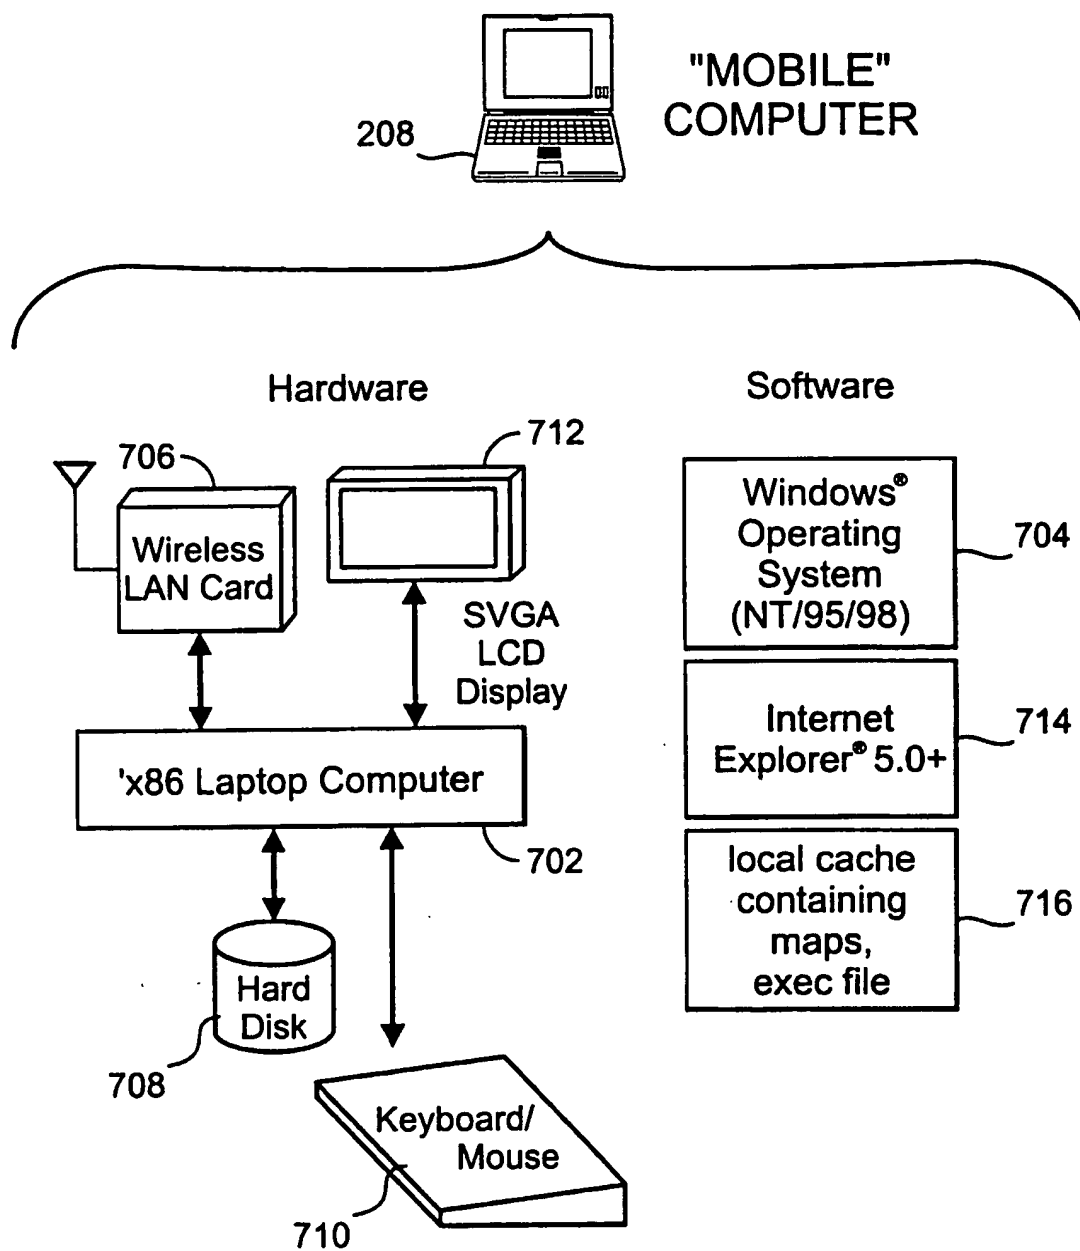 "MOBILE"
COMPUTER
208
Hardware
Software
706
712
Wireless
LAN Card
SVGA
LCD
Display
'x86 Laptop Computer
702
Hard
Disk
708
Keyboard/
Mouse
710
Windows®
Operating
System
(NT/95/98)
704
Internet
Explorer® 5.0+
714
local cache
containing
maps,
exec file
716